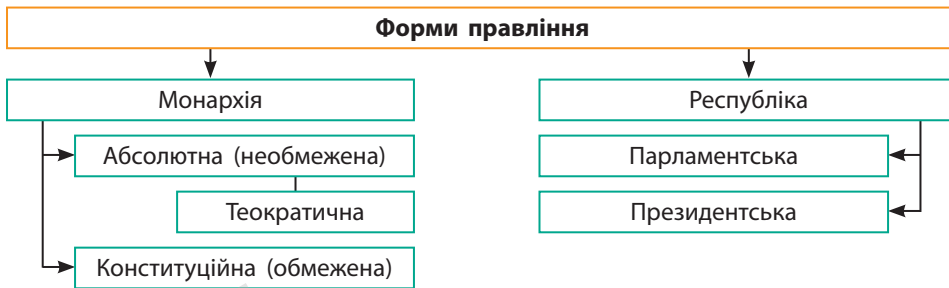 Форми правління
Монархія
Абсолютна (необмежена)
Теократична
Конституційна (обмежена)
Республіка
Парламентська
Президентська